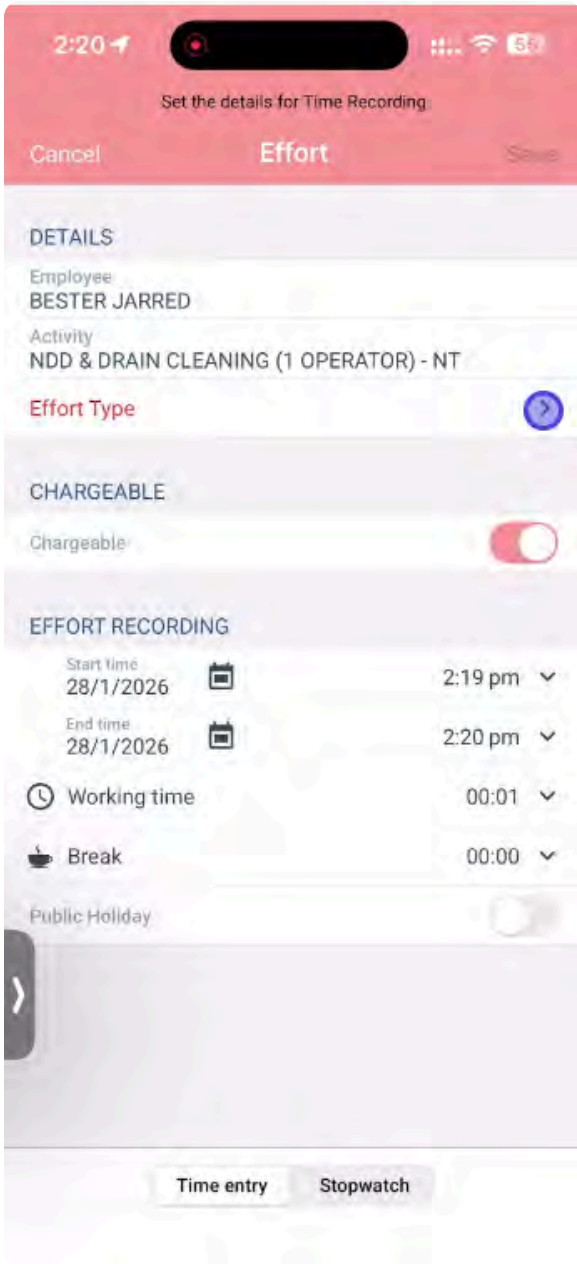 2:20
Set the details for Time Recording
Cancel
Effort
Save
DETAILS
Employee
BESTER JARRED
Activity
NDD & DRAIN CLEANING (1 OPERATOR) - NT
Effort Type
CHARGEABLE
Chargeable
EFFORT RECORDING
Start time
28/1/2026
2:19 pm
End time
28/1/2026
2:20 pm
Working time
00:01
Break
00:00
Public Holiday
Time entry
Stopwatch